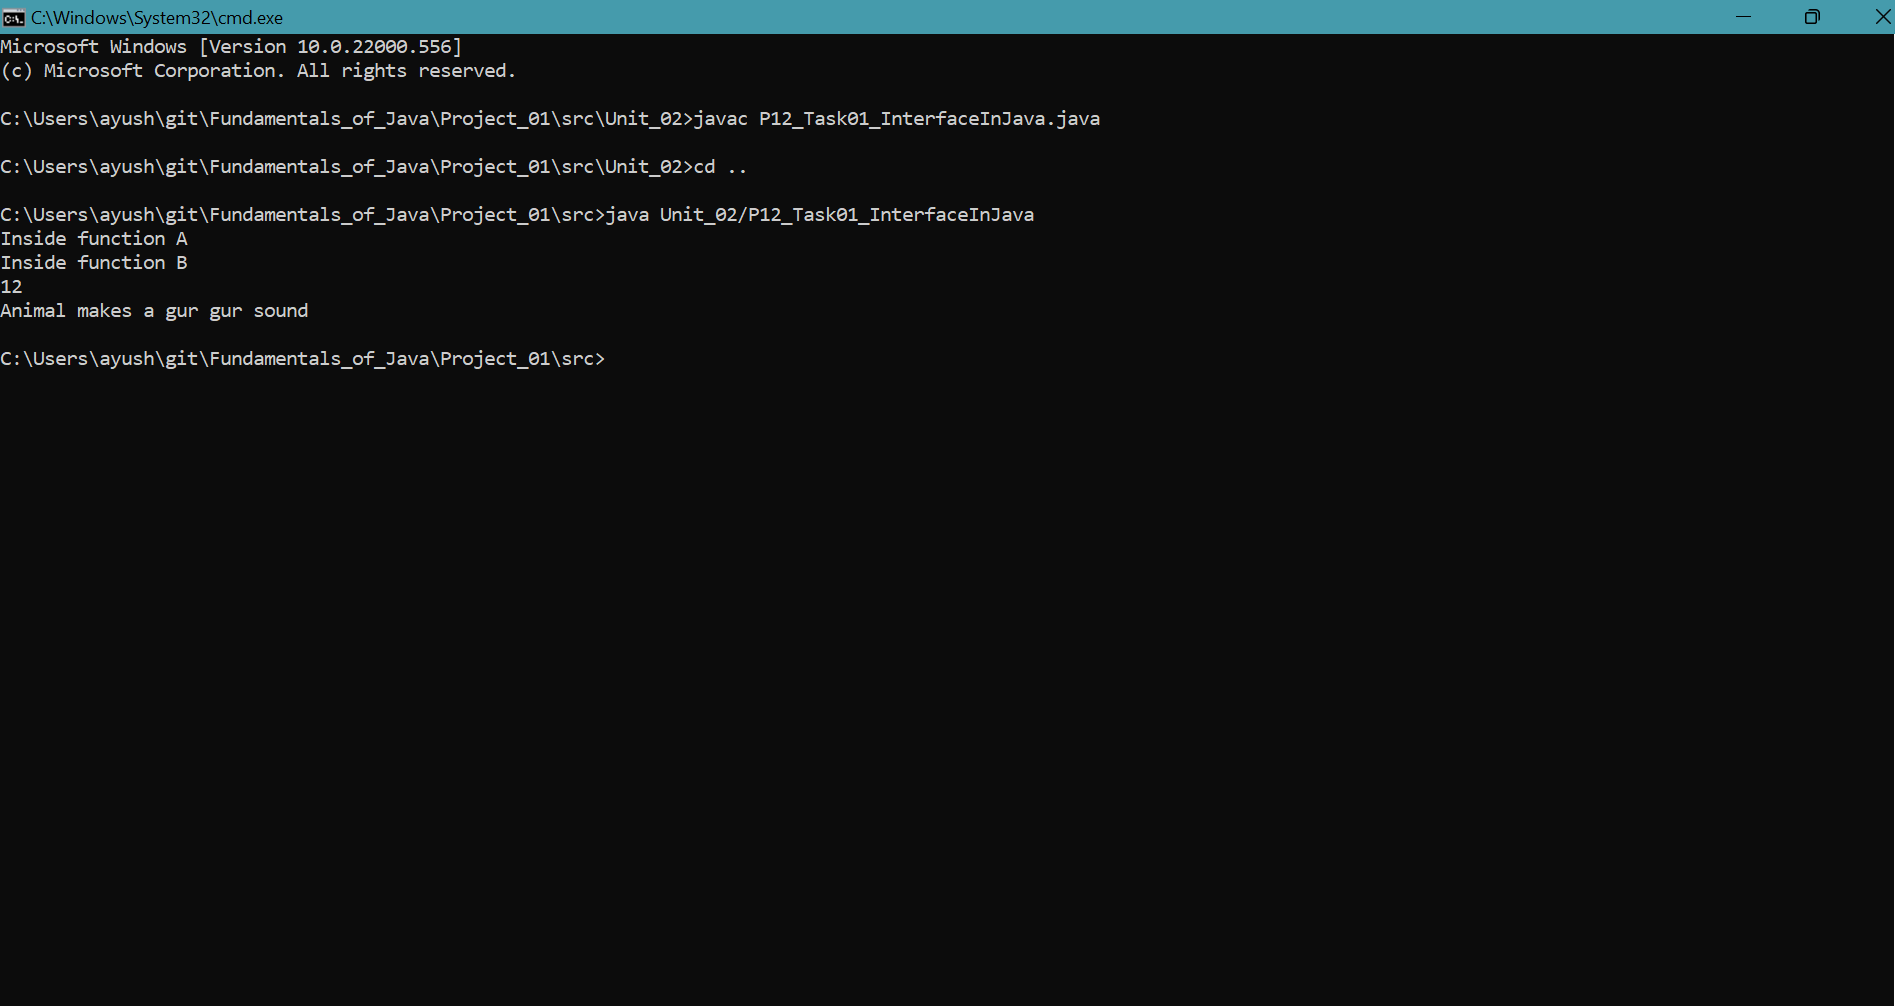 C:\Windows\System32\cmd.exe
Microsoft Windows [Version 10.0.22000.556]
(c) Microsoft Corporation. All rights reserved.
C:\Users\ayush\git\Fundamentals_of_Java\Project_01\src\Unit_02>javac P12_Task01_InterfaceInJava.java
C:\Users\ayush\git\Fundamentals_of_Java\Project_01\src\Unit_02>cd ..
C:\Users\ayush\git\Fundamentals_of_Java\Project_01\src>java Unit_02/P12_Task01_InterfaceInJava
Inside function A
Inside function B
12
Animal makes a gur gur sound
C:\Users\ayush\git\Fundamentals_of_Java\Project_01\src>